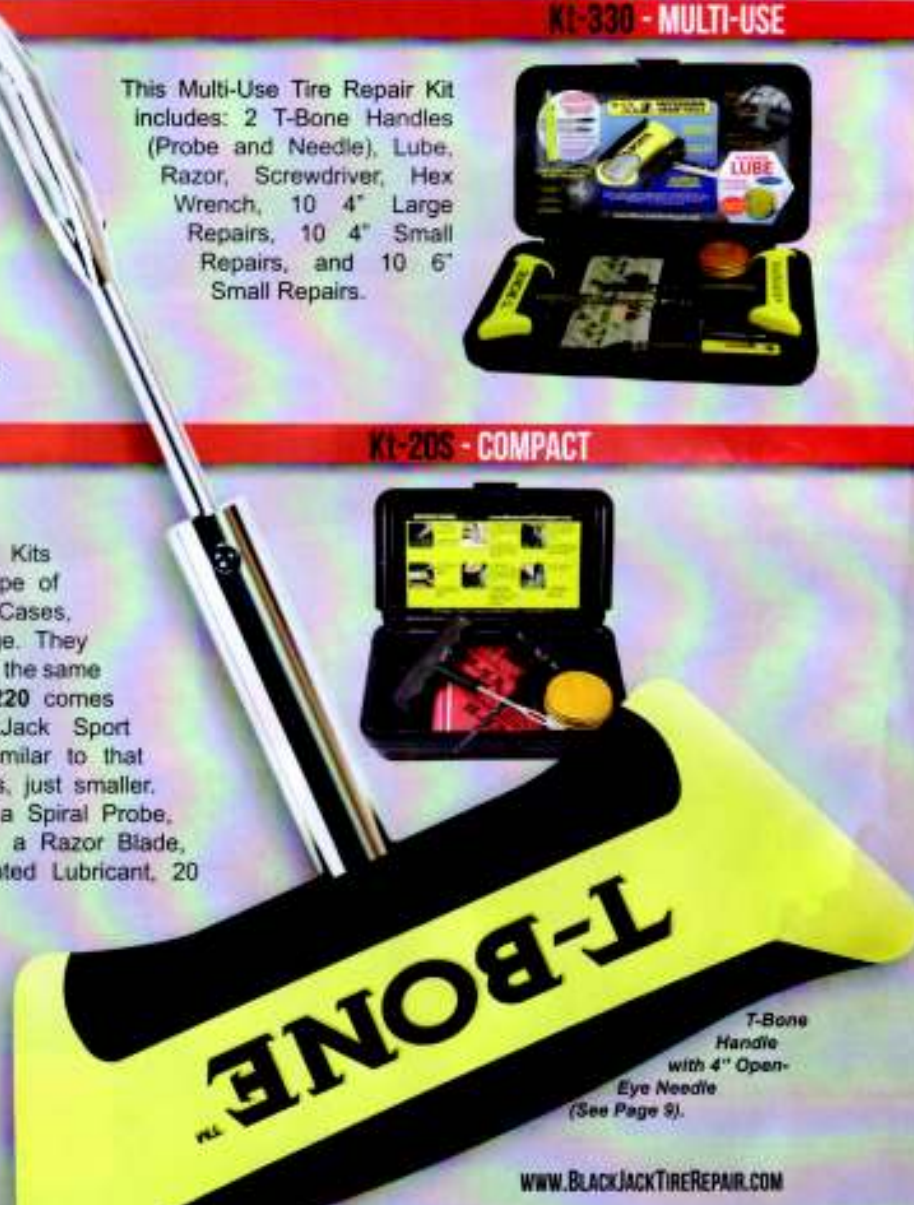 Kt-330 - MULTI-USE
This Multi-Use Tire Repair Kit
includes: 2 T-Bone Handles
(Probe and Needle), Lube,
Razor, Screwdriver, Hex
Wrench, 10 4" Large
Repairs, 10 4" Small
Repairs, and 10 6"
Small Repairs.
LUBE
T-BONE
Kt-20S - COMPACT
Kits
pe of
Cases,
ge. They
the same
220 comes
Jack Sport
milar to that
s, just smaller.
a Spiral Probe,
a Razor Blade,
ted Lubricant, 20
T-BONE™
T-Bone
Handle
with 4" Open-
Eye Needle
(See Page 9).
WWW.BLACKJACKTIREREPAIR.COM